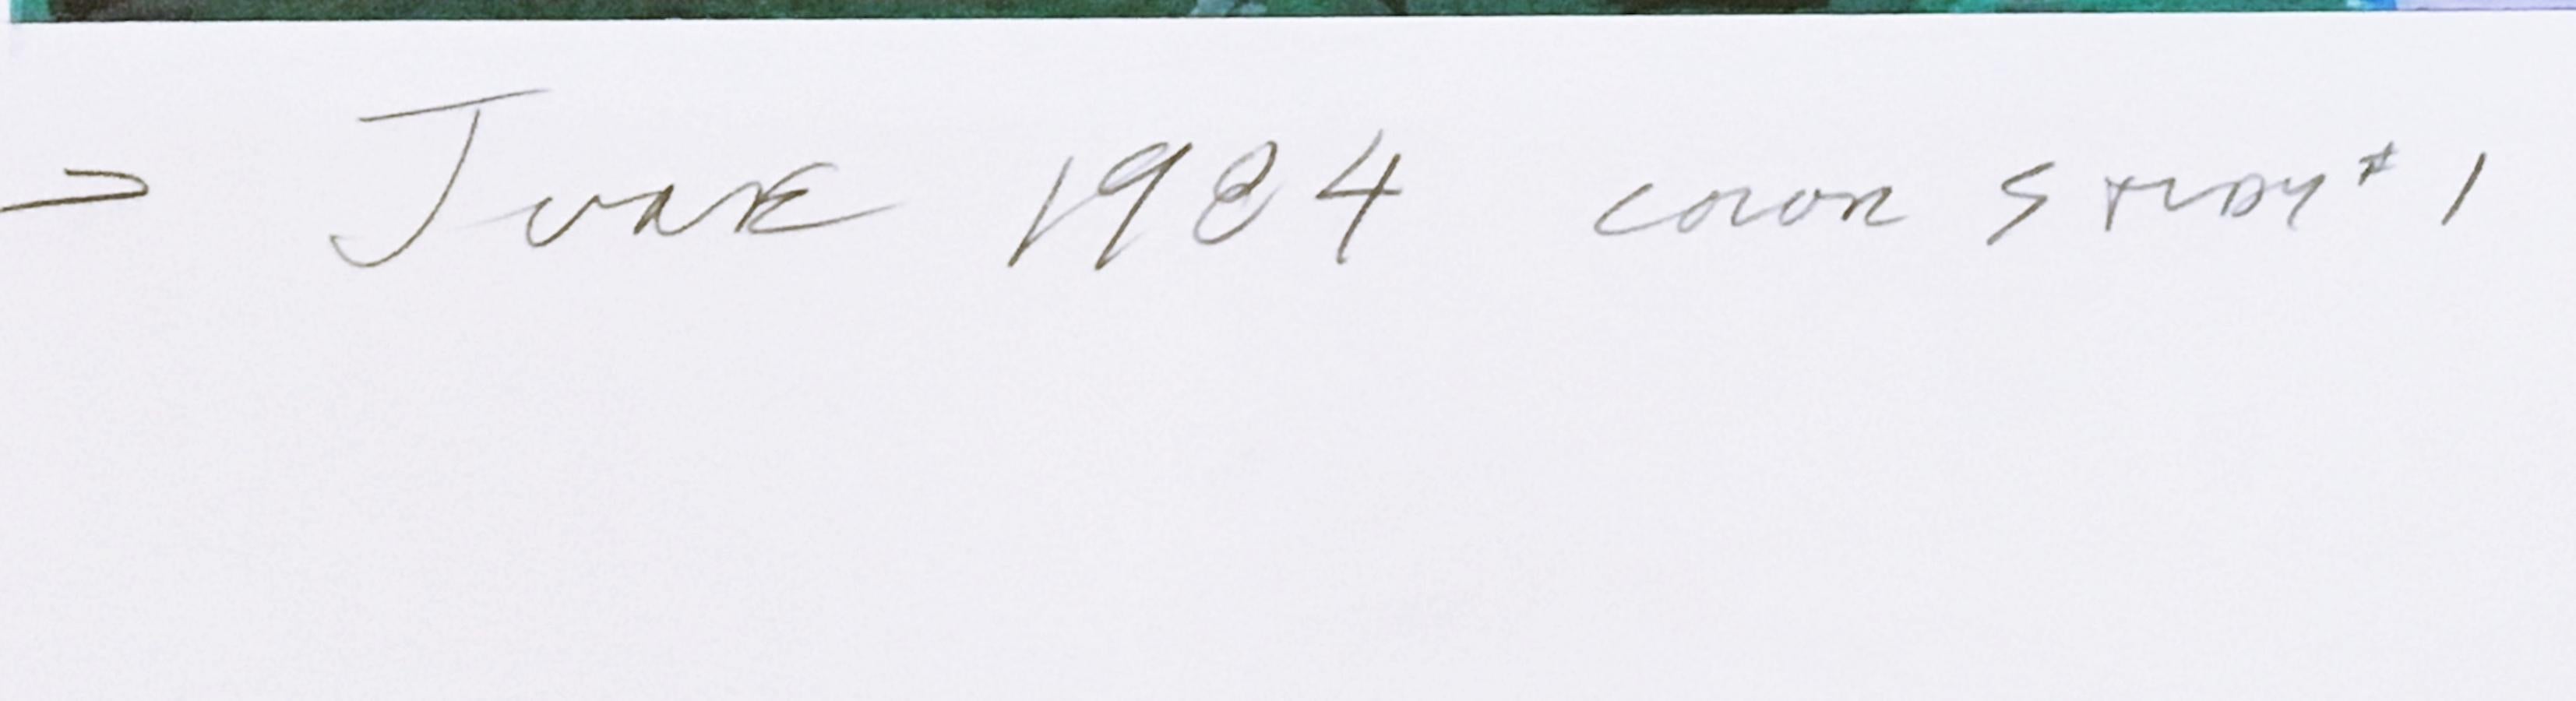 JUNE 1984 COLOR STUDY #1